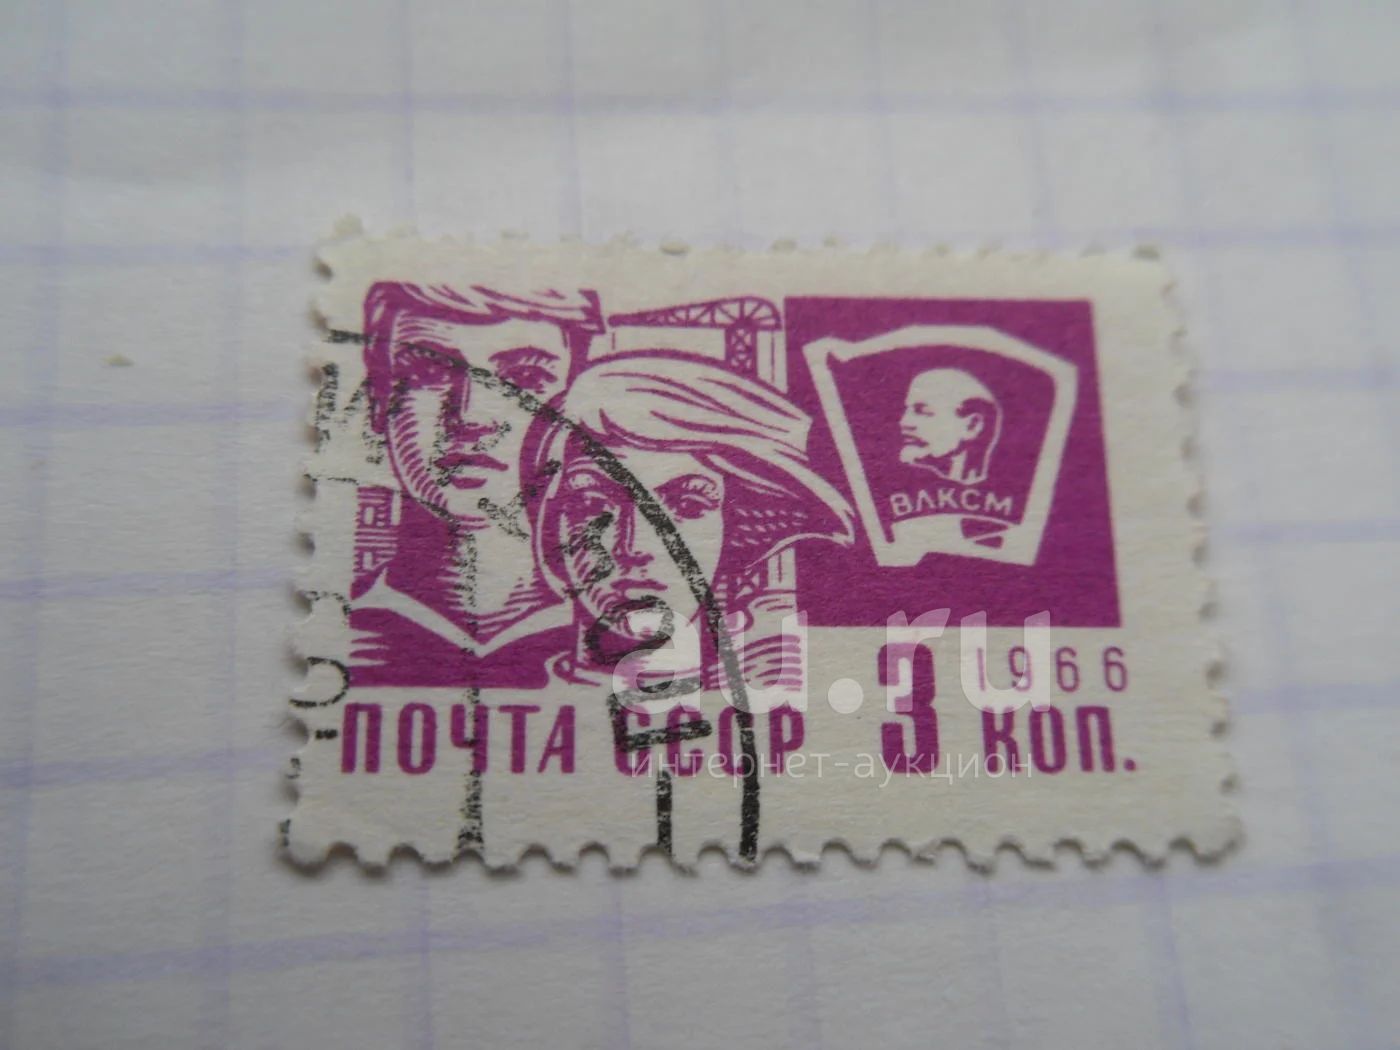 ВЛКСМ
1966
ПОЧТА СССР 3 КОП.
au.ru
интернет-аукцион